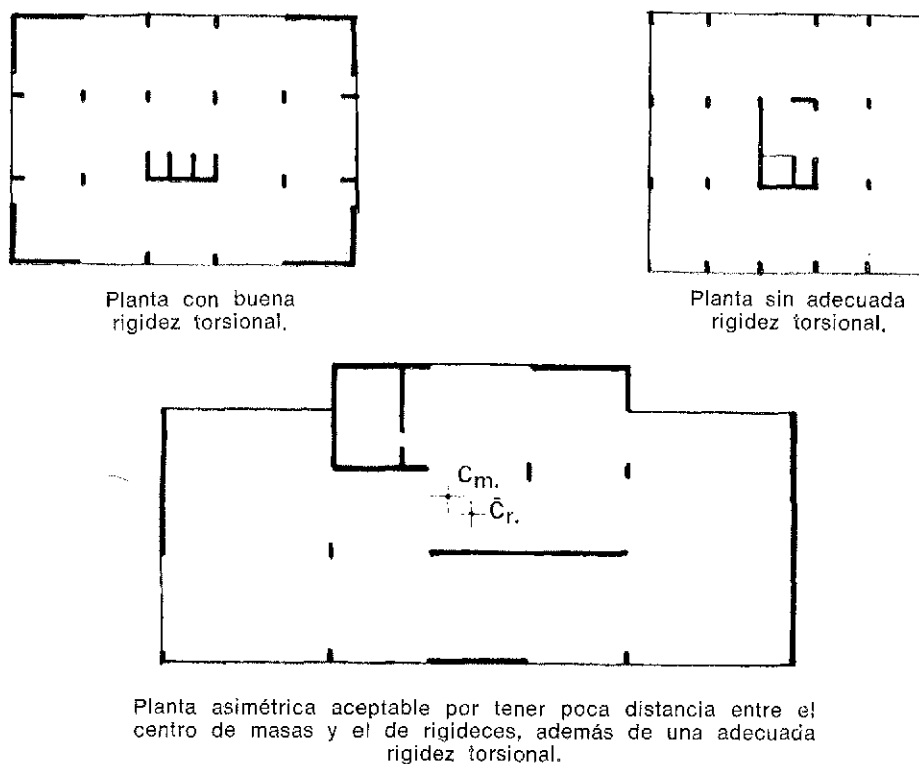 Planta con buena
rigidez torsional.
Planta sin adecuada
rigidez torsional.
Cm.
Cr.
Planta asimétrica aceptable por tener poca distancia entre el
centro de masas y el de rigideces, además de una adecuada
rigidez torsional.